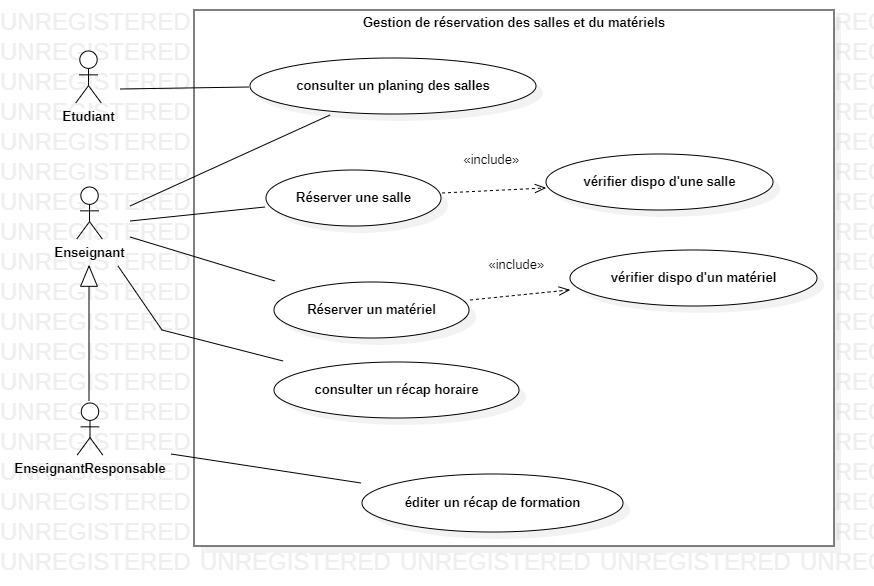 Gestion de réservation des salles et du matériels
consulter un planing des salles
Etudiant
«include»
vérifier dispo d'une salle
Réserver une salle
Enseignant
«include»
vérifier dispo d'un matériel
Réserver un matériel
consulter un récap horaire
EnseignantResponsable
éditer un récap de formation
UNREGISTERED UNREGISTERED UNREGISTERED UNREGISTERED